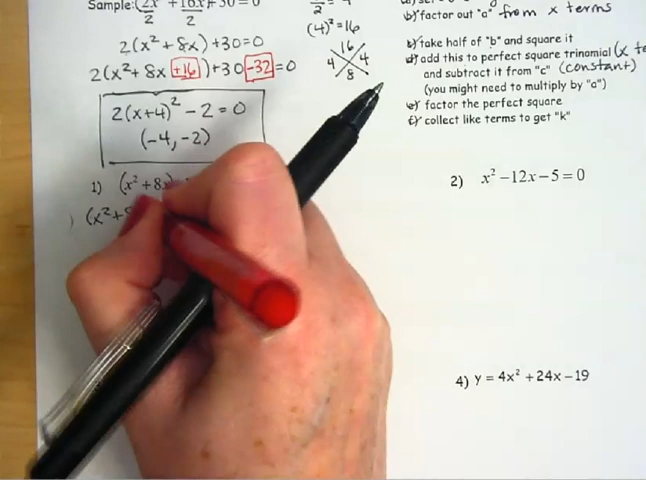 Sample: (2x² + 16x) + 30 = 0
2 2
2(x² + 8x) + 30 = 0
2(x² + 8x +16) + 30 -32 = 0
2(x+4)² - 2 = 0
(-4, -2)
2
(4)² = 16
16
4 4
8
factor out "a" from x terms
take half of "b" and square it
add this to perfect square trinomial (x
and subtract it from "c" (constant)
(you might need to multiply by "a")
factor the perfect square
collect like terms to get "k"
1) (x² + 8x)
) (x² +
2) x² − 12x − 5 = 0
4) y = 4x² + 24x − 19